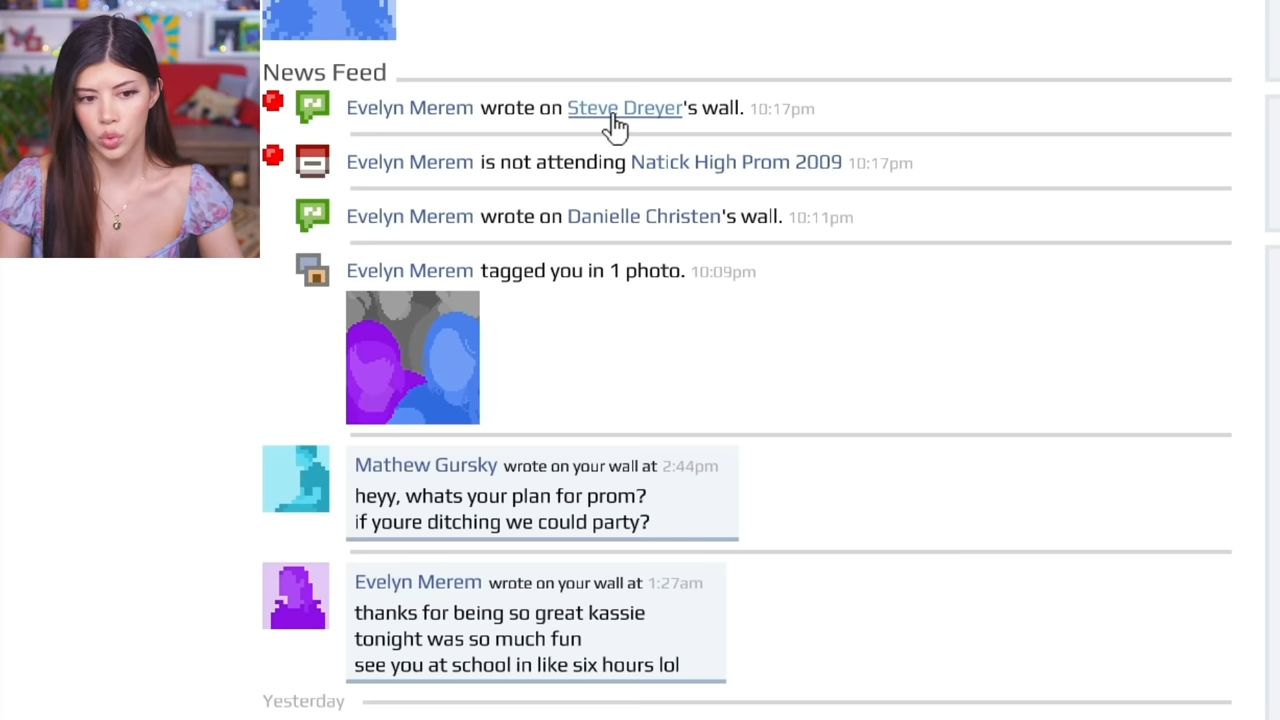 News Feed
Evelyn Merem wrote on Steve Dreyer's wall. 10:17pm
Evelyn Merem is not attending Natick High Prom 2009 10:17pm
Evelyn Merem wrote on Danielle Christen's wall. 10:11pm
Evelyn Merem tagged you in 1 photo. 10:09pm
Mathew Gursky wrote on your wall at 2:44pm
heyy, whats your plan for prom?
if youre ditching we could party?
Evelyn Merem wrote on your wall at 1:27am
thanks for being so great kassie
tonight was so much fun
see you at school in like six hours lol
Yesterday